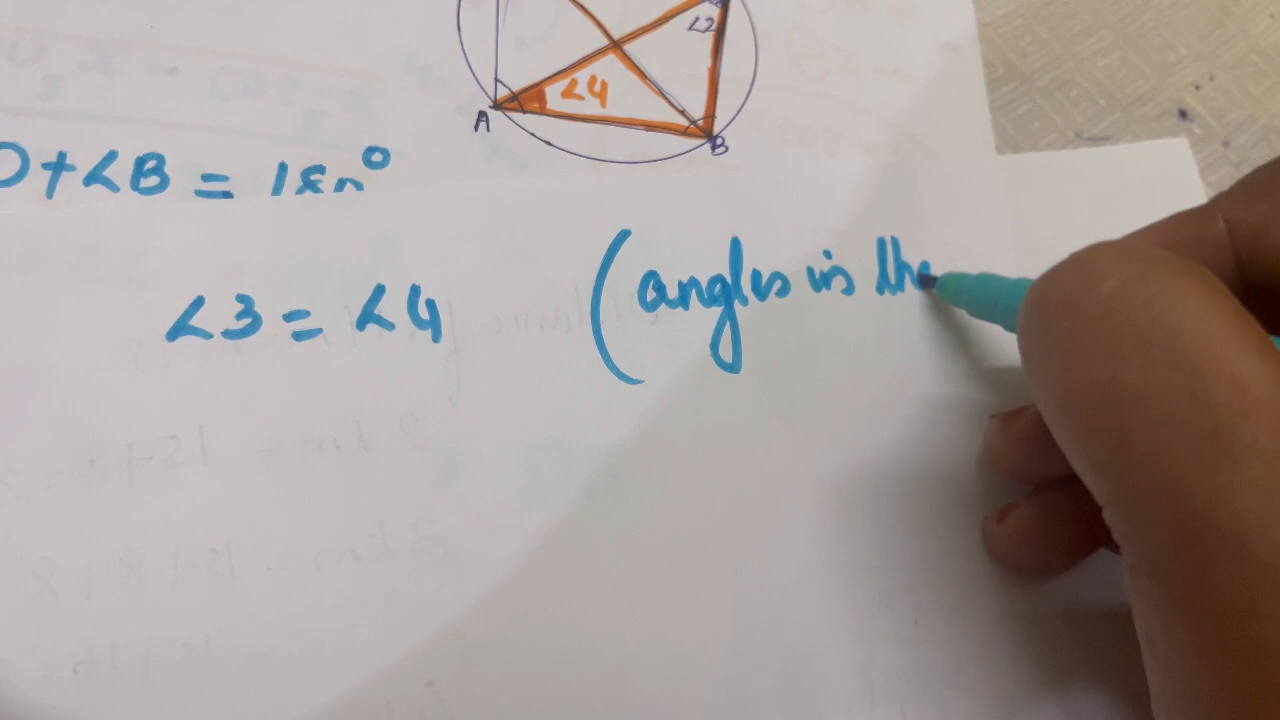 ∠2
∠4
A
B
+∠B = 180°
∠3 = ∠4 (angles in the